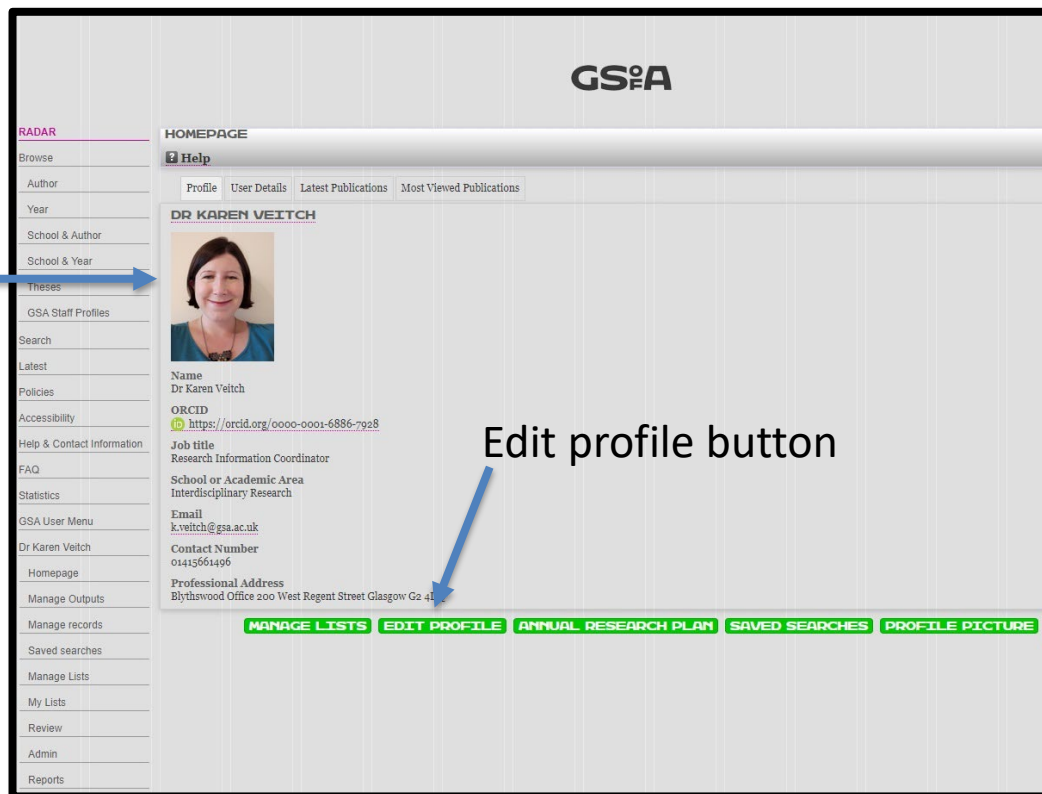 GSOFA
RADAR
Browse
Author
Year
School & Author
School & Year
Theses
GSA Staff Profiles
Search
Latest
Policies
Accessibility
Help & Contact Information
FAQ
Statistics
GSA User Menu
Dr Karen Veitch
Homepage
Manage Outputs
Manage records
Saved searches
Manage Lists
My Lists
Review
Admin
Reports
HOMEPAGE
? Help
Profile User Details Latest Publications Most Viewed Publications
DR KAREN VEITCH
Name
Dr Karen Veitch
ORCID
iD https://orcid.org/0000-0001-6886-7928
Job title
Research Information Coordinator
School or Academic Area
Interdisciplinary Research
Email
k.veitch@gsa.ac.uk
Contact Number
01415661496
Professional Address
Blythswood Office 200 West Regent Street Glasgow G2
Edit profile button
MANAGE LISTS EDIT PROFILE ANNUAL RESEARCH PLAN SAVED SEARCHES PROFILE PICTURE